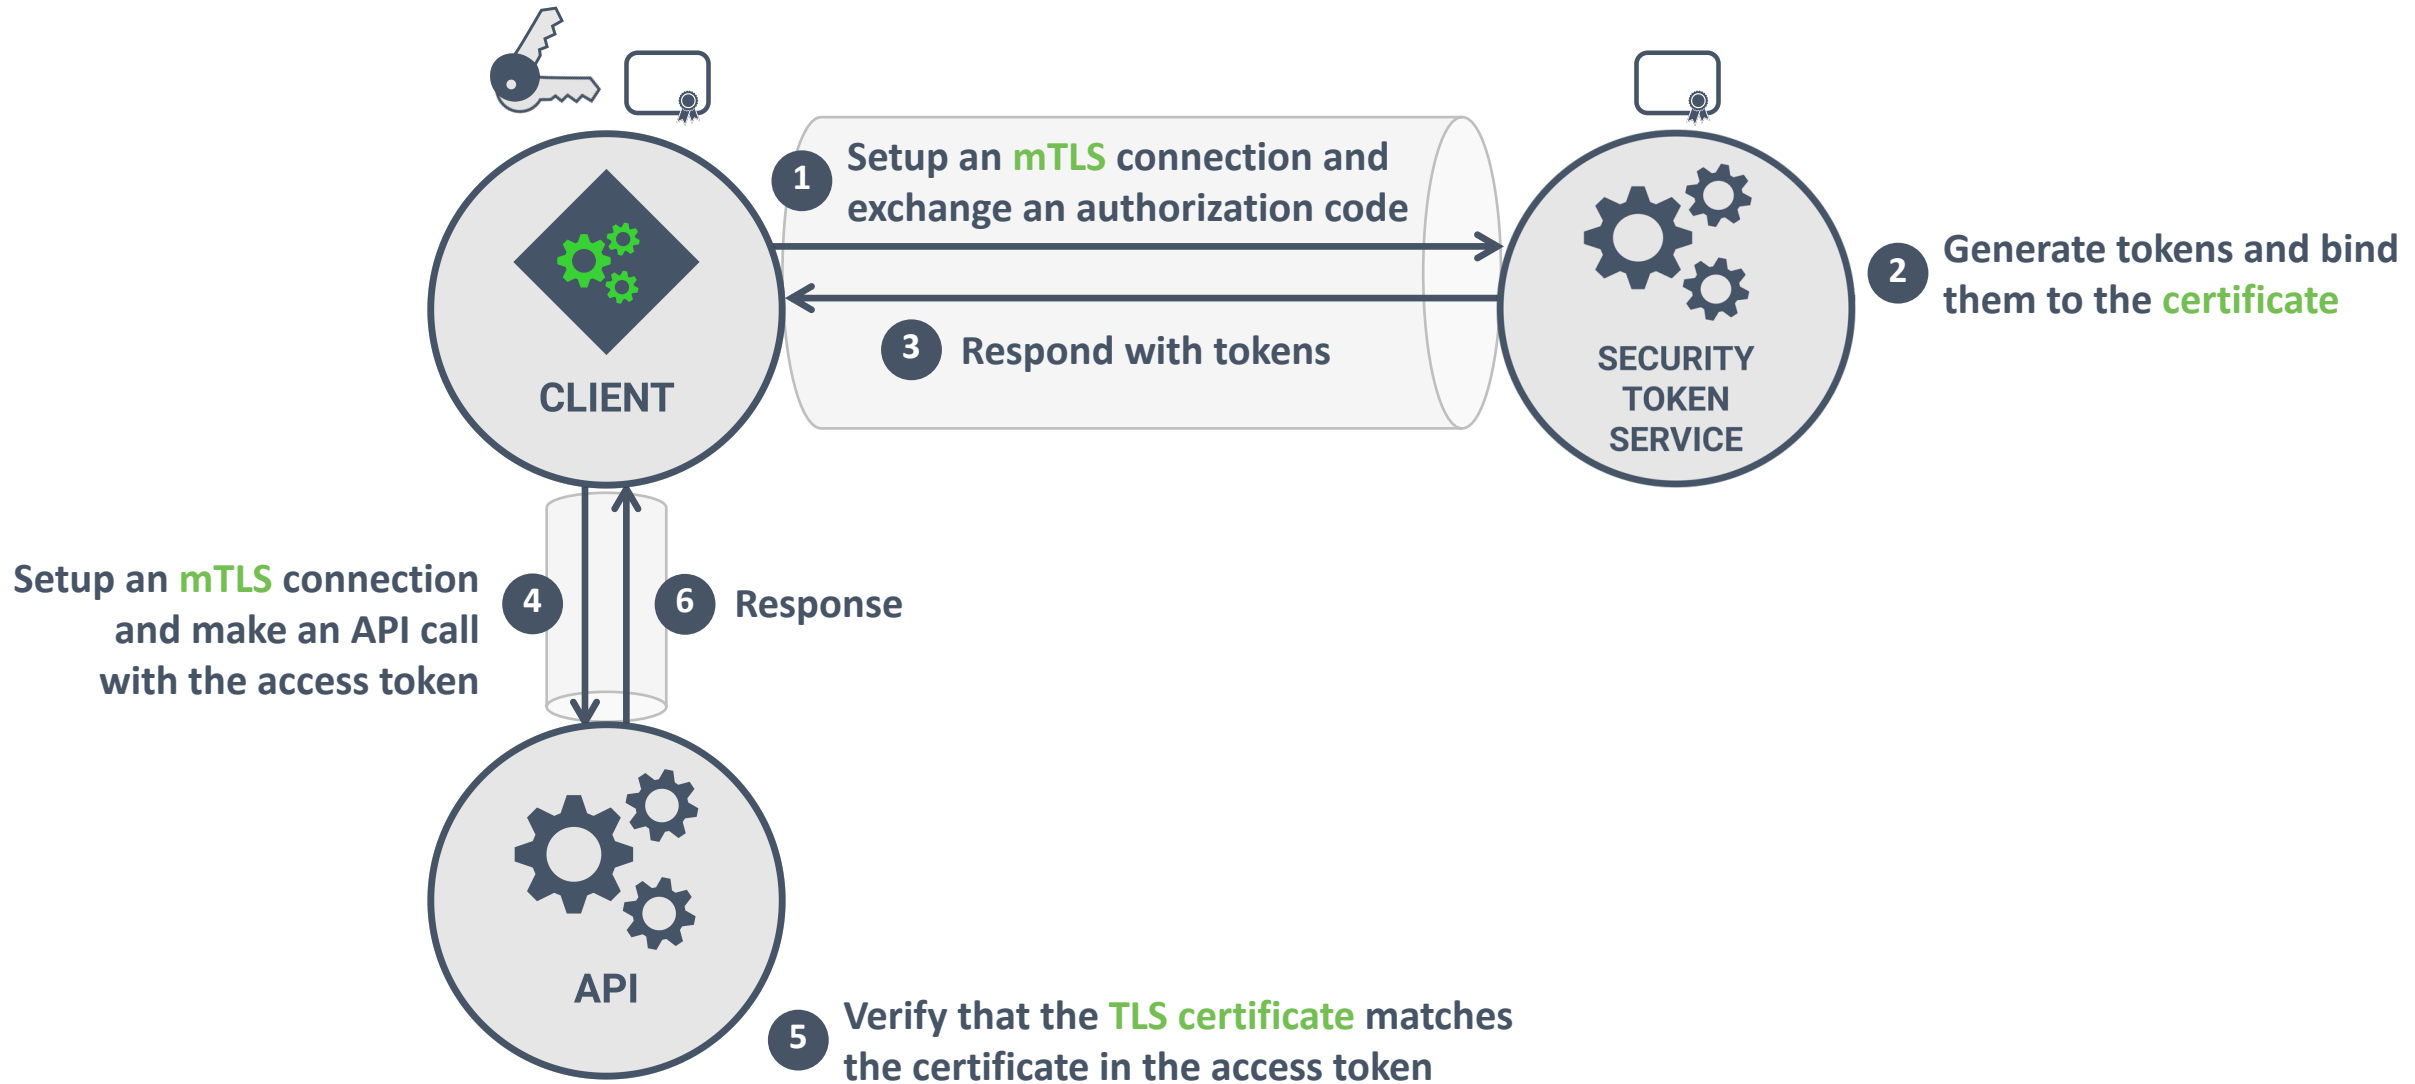 1
Setup an mTLS connection and
exchange an authorization code
2
Generate tokens and bind
them to the certificate
3
Respond with tokens
CLIENT
SECURITY
TOKEN
SERVICE
Setup an mTLS connection
and make an API call
with the access token
4
6
Response
API
5
Verify that the TLS certificate matches
the certificate in the access token